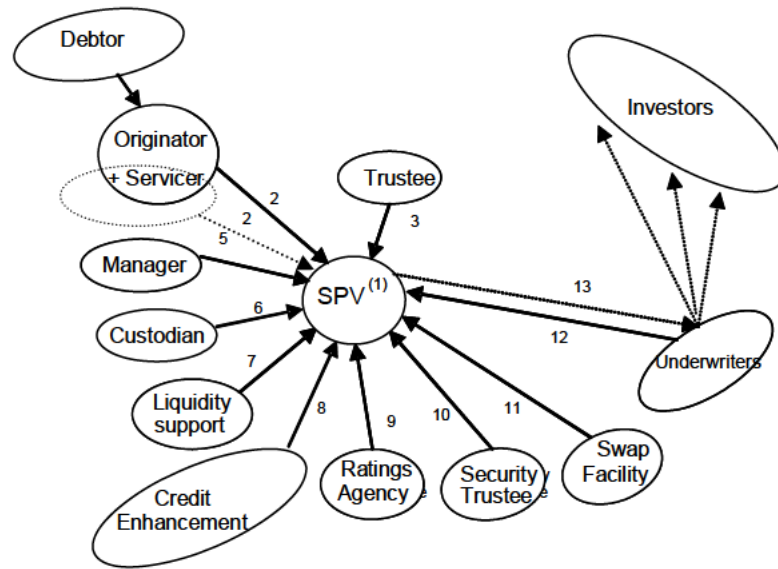 Debtor
Originator
+ Servicer
Investors
Trustee
2
2
3
5
Manager
SPV (1)
13
Custodian
6
12
Underwriters
7
Liquidity
support
8
9
10
11
Swap
Facility
Ratings
Agency
Security
Trustee
Credit
Enhancement